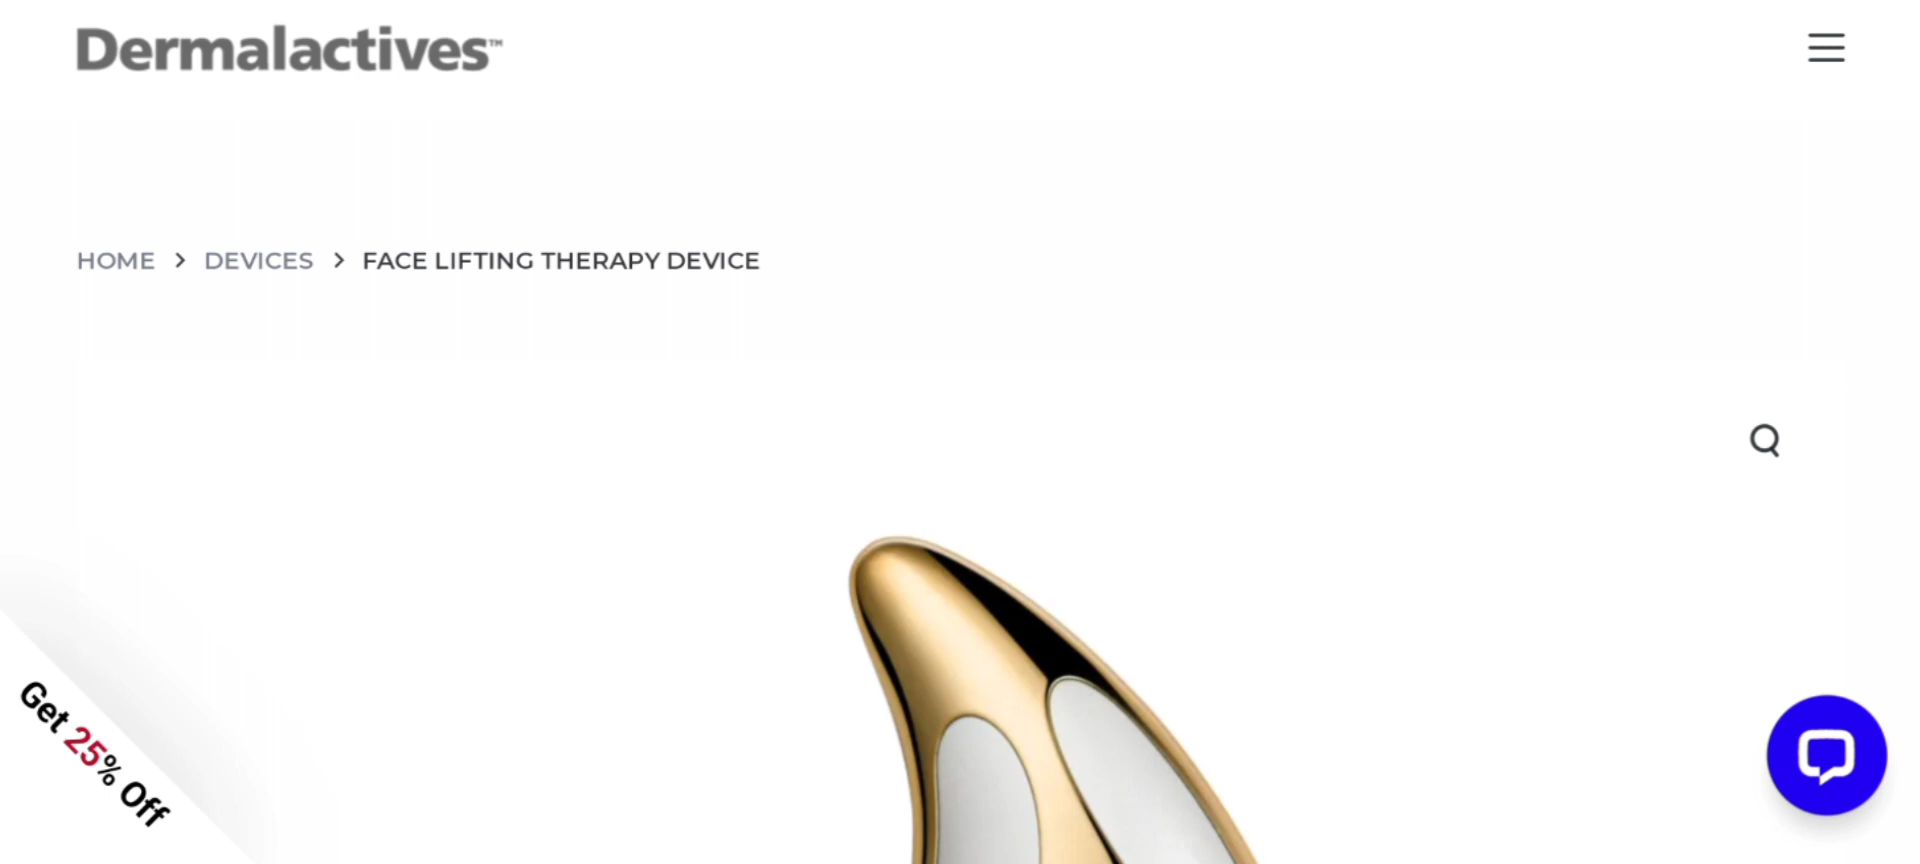 Dermalactives™
HOME > DEVICES > FACE LIFTING THERAPY DEVICE
Get 25% Off